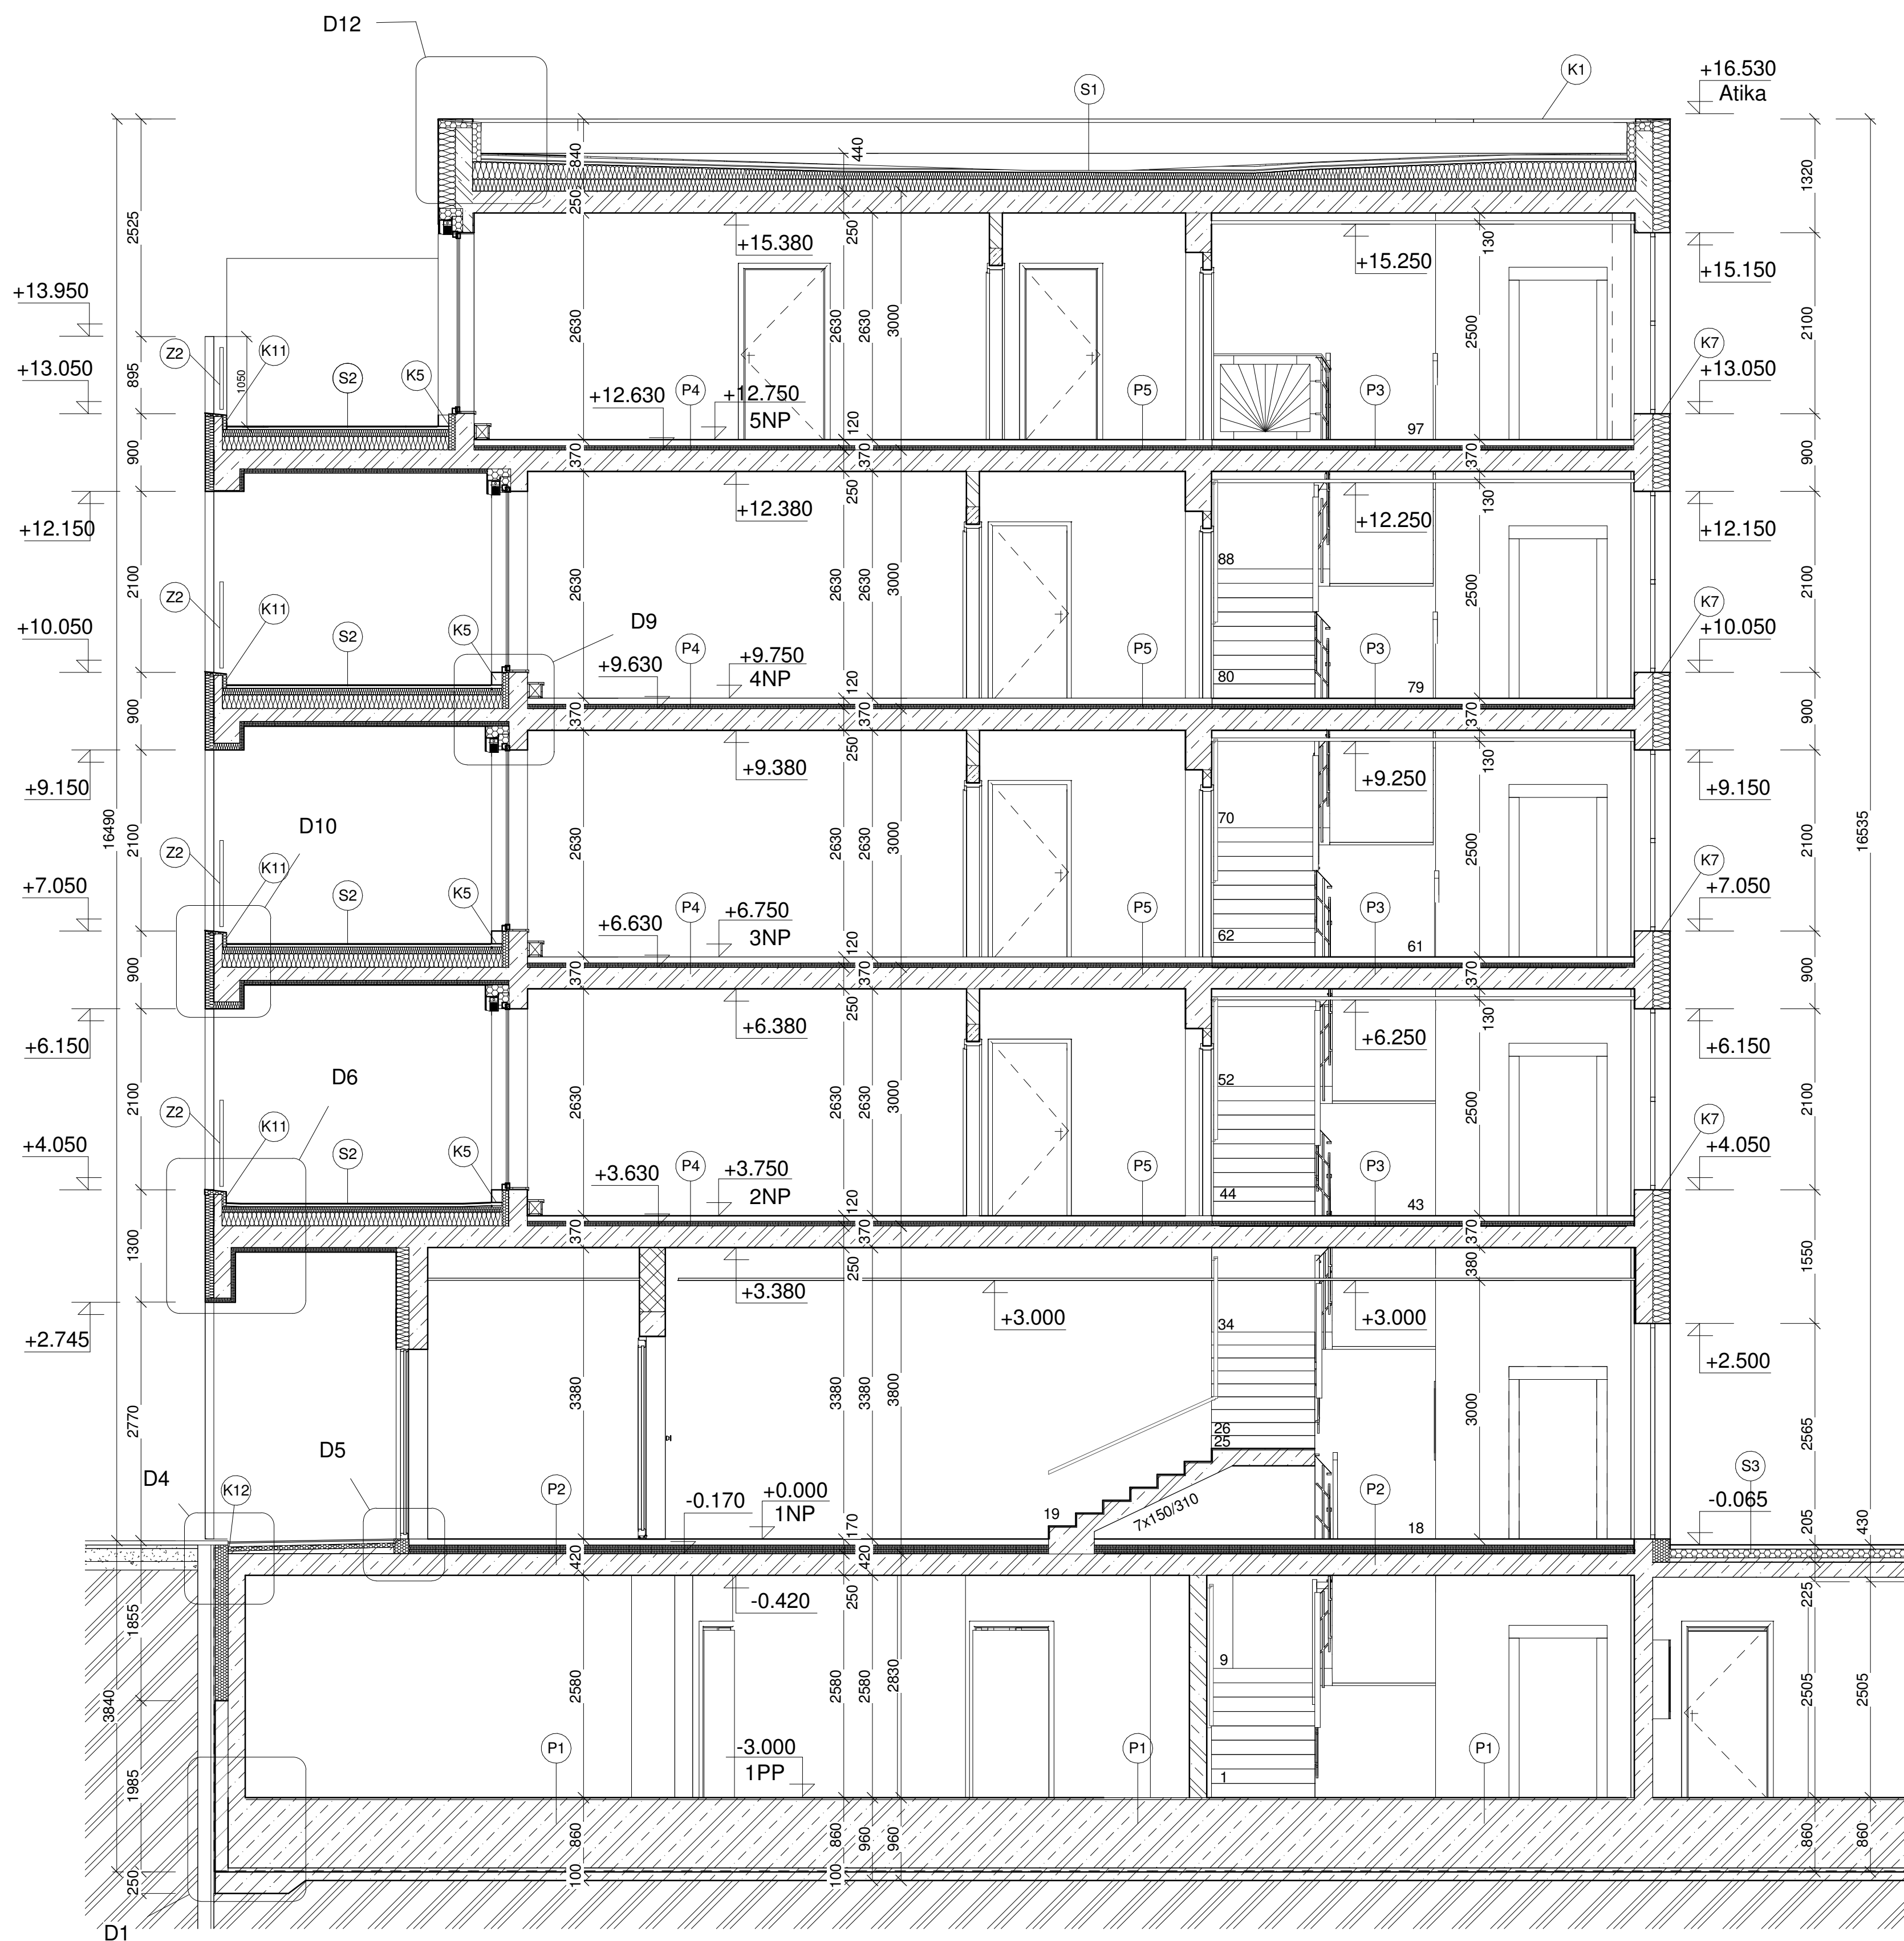 D12
K1
+16.530
Atika
S1
840
440
1320
250
2525
250
130
+15.380
+15.250
+15.150
+13.950
2630
2630
2630
3000
2500
2100
Z2
K11
1050
S2
K5
K7
+13.050
895
+12.630
P4
+12.750
5NP
P5
P3
+13.050
120
97
900
370
370
370
900
250
130
+12.150
+12.380
+12.250
+12.150
88
2100
2630
2630
2630
3000
2500
2100
Z2
K11
S2
K5
D9
K7
+10.050
+9.630
P4
+9.750
4NP
P5
P3
+10.050
120
80
79
900
370
370
370
900
250
130
+9.150
+9.380
+9.250
+9.150
16490
D10
70
2100
2630
2630
2630
3000
2500
2100
16535
Z2
K11
S2
K5
K7
+7.050
+6.630
P4
+6.750
3NP
P5
P3
+7.050
120
62
61
900
370
370
370
900
250
130
+6.150
+6.380
+6.250
+6.150
D6
52
2100
2630
2630
2630
3000
2500
2100
Z2
K11
S2
K5
K7
+4.050
+3.630
P4
+3.750
2NP
P5
P3
+4.050
120
44
43
1300
370
370
370
1550
250
380
+2.745
+3.380
+3.000
+3.000
34
+2.500
2770
3380
3380
3380
3800
3000
2565
D5
26
25
D4
K12
P2
-0.170
+0.000
1NP
19
7x150/310
P2
18
S3
-0.065
170
205
430
420
420
250
225
-0.420
1855
9
3840
2580
2580
2580
2830
2505
2505
P1
-3.000
1PP
P1
P1
1
1985
860
860
960
960
860
860
250
100
100
D1